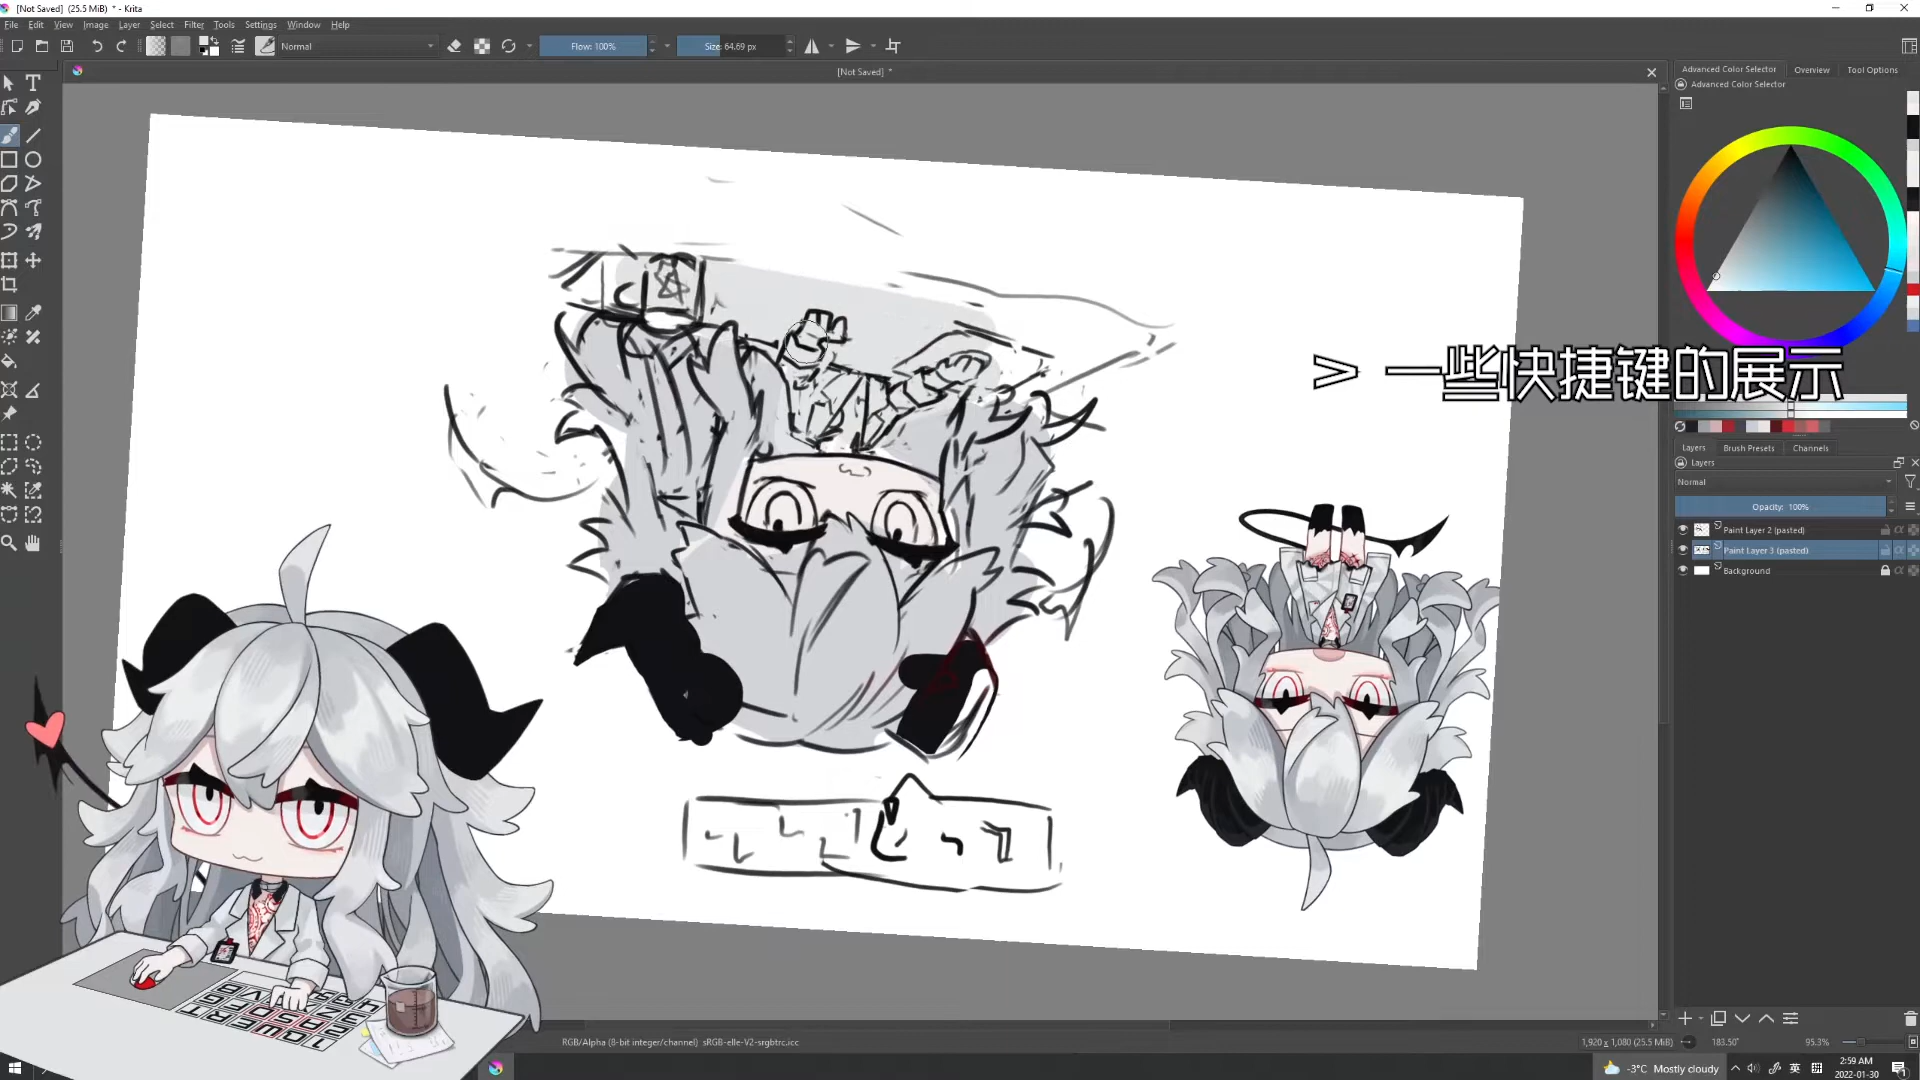 [Not Saved]  (25.5 MiB)  * - Krita
File Edit View Image Layer Select Filter Tools Settings Window Help
Normal
Flow: 100%
Size: 64.69 px
[Not Saved]  *
Advanced Color Selector Overview Tool Options
Advanced Color Selector
> 一些快捷键的展示
Layers Brush Presets Channels
Layers
Normal
Opacity: 100%
Paint Layer 2 (pasted)
Paint Layer 3 (pasted)
Background
RGB/Alpha (8-bit integer/channel)  sRGB-elle-V2-srgbtrc.icc
1,920 x 1,080 (25.5 MiB)
183.50°
95.3%
-3°C Mostly cloudy
英
2:59 AM
2022-01-30